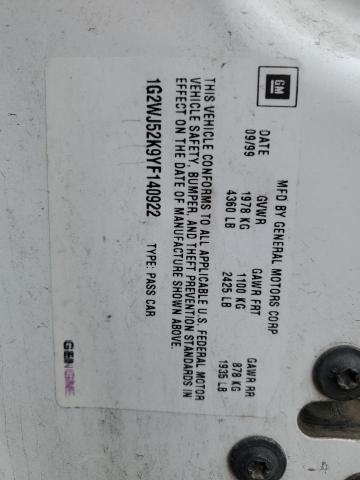 GM
MFD BY GENERAL MOTORS CORP
DATE GVWR GAWR FRT GAWR RR
09/99 1978 KG 1100 KG 878 KG
4360 LB 2425 LB 1935 LB
THIS VEHICLE CONFORMS TO ALL APPLICABLE U.S. FEDERAL MOTOR
VEHICLE SAFETY, BUMPER, AND THEFT PREVENTION STANDARDS IN
EFFECT ON THE DATE OF MANUFACTURE SHOWN ABOVE.
1G2WJ52K9YF140922 TYPE: PASS CAR